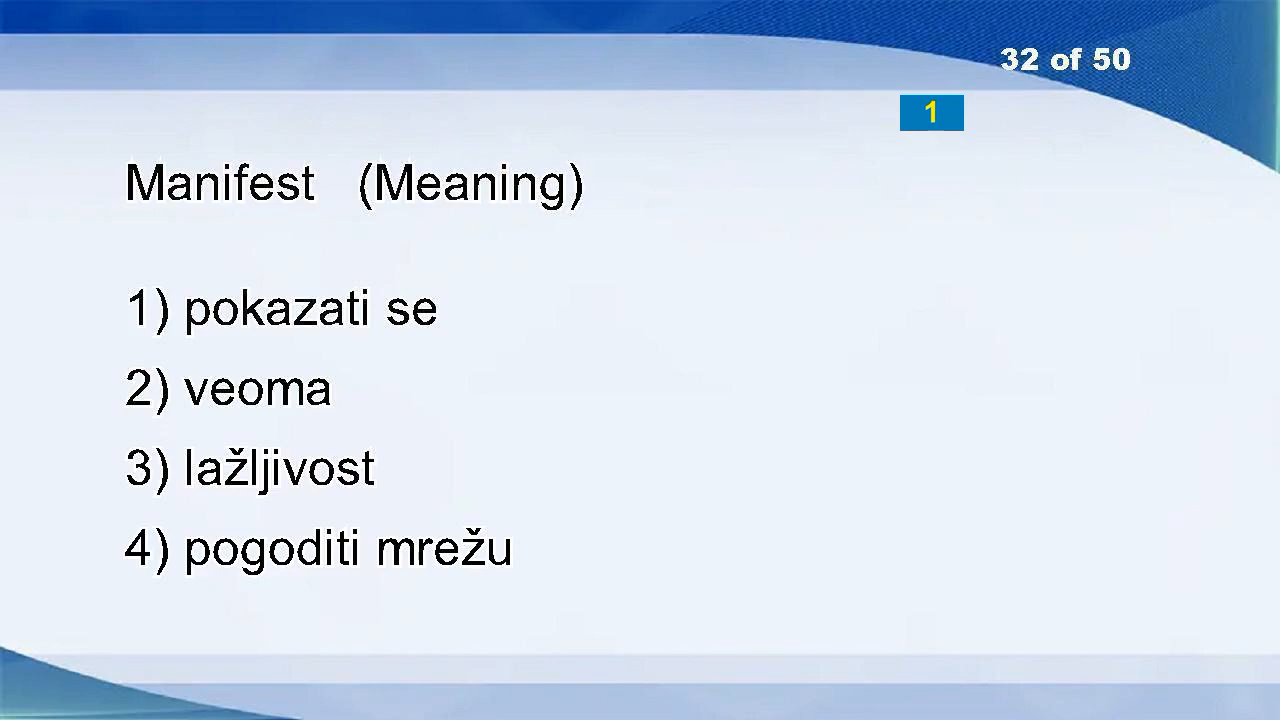 32 of 50
1
Manifest (Meaning)
1) pokazati se
2) veoma
3) lažljivost
4) pogoditi mrežu